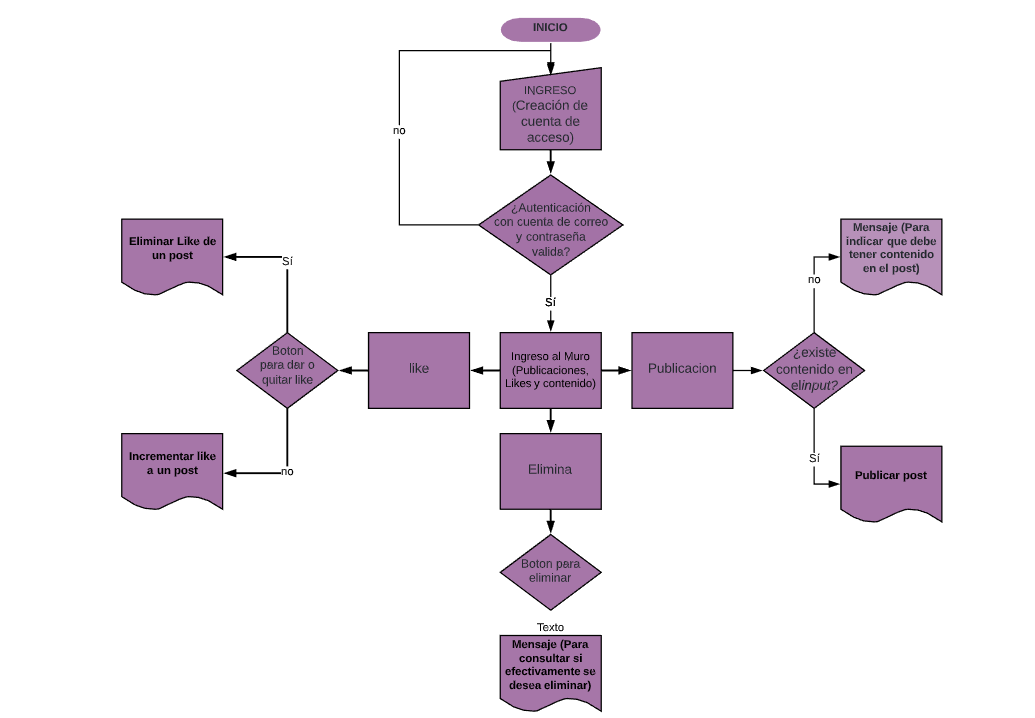 INICIO
INGRESO
(Creación de
cuenta de
acceso)
no
¿Autenticación
con cuenta de correo
y contraseña
valida?
Eliminar Like de
un post
Sí
Mensaje (Para
indicar que debe
tener contenido
en el post)
no
Sí
Boton
para dar o
quitar like
like
Ingreso al Muro
(Publicaciones,
Likes y contenido)
Publicacion
¿existe
contenido en
elinput?
Incrementar like
a un post
no
Elimina
Sí
Publicar post
Boton para
eliminar
Texto
Mensaje (Para
consultar si
efectivamente se
desea eliminar)